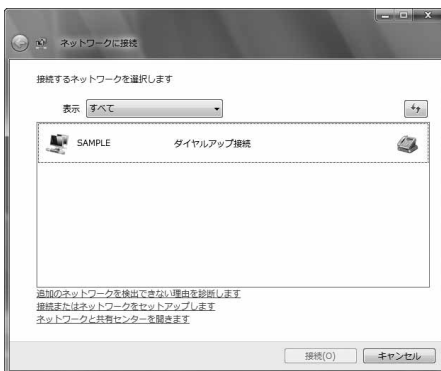 ネットワークに接続
接続するネットワークを選択します
表示 すべて
SAMPLE ダイヤルアップ接続
追加のネットワークを検出できない理由を診断します
接続またはネットワークをセットアップします
ネットワークと共有センターを開きます
接続(O) キャンセル